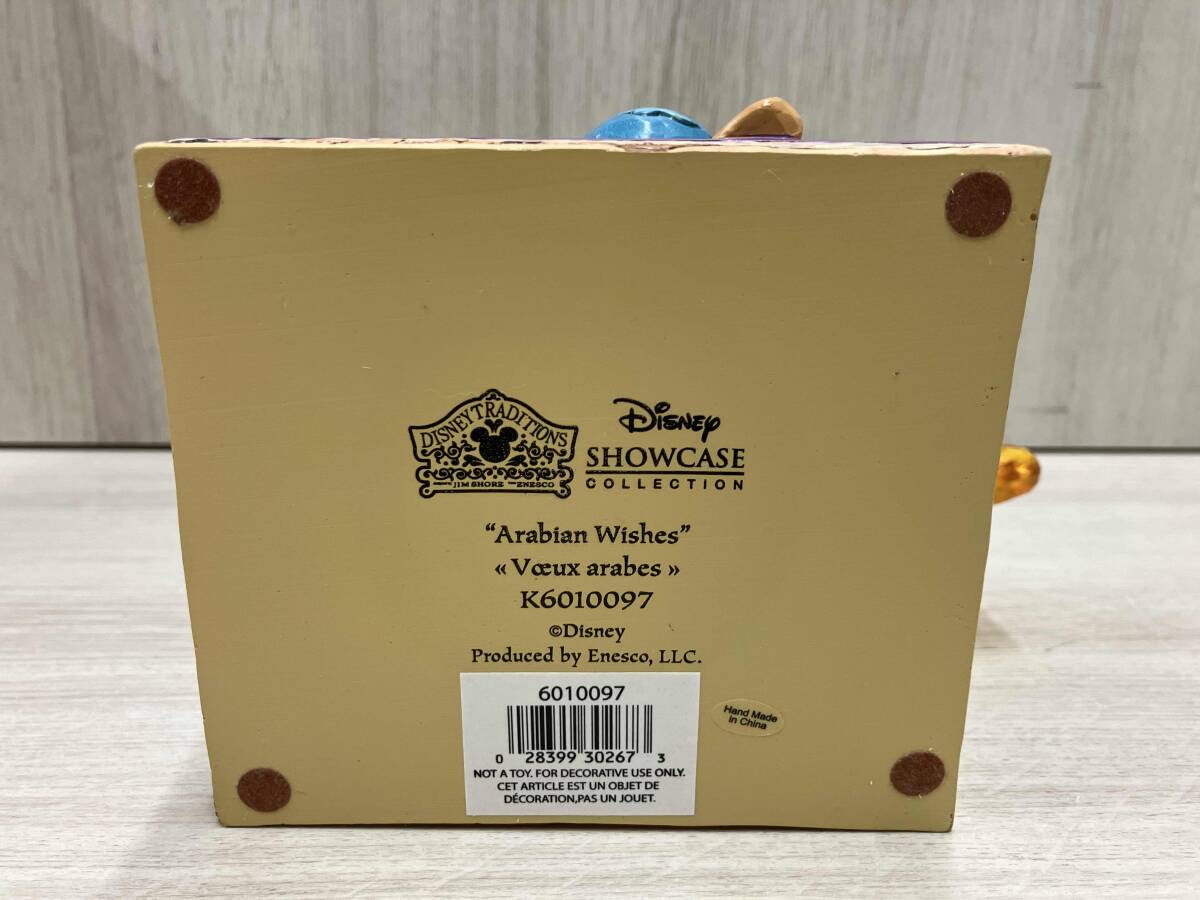 DISNEY TRADITIONS
JIM SHORE ENESCO
Disney
SHOWCASE
COLLECTION
“Arabian Wishes”
« Vœux arabes »
K6010097
©Disney
Produced by Enesco, LLC.
6010097
0 28399 30267 3
NOT A TOY. FOR DECORATIVE USE ONLY.
CET ARTICLE EST UN OBJET DE
DÉCORATION,PAS UN JOUET.
Hand Made
in China